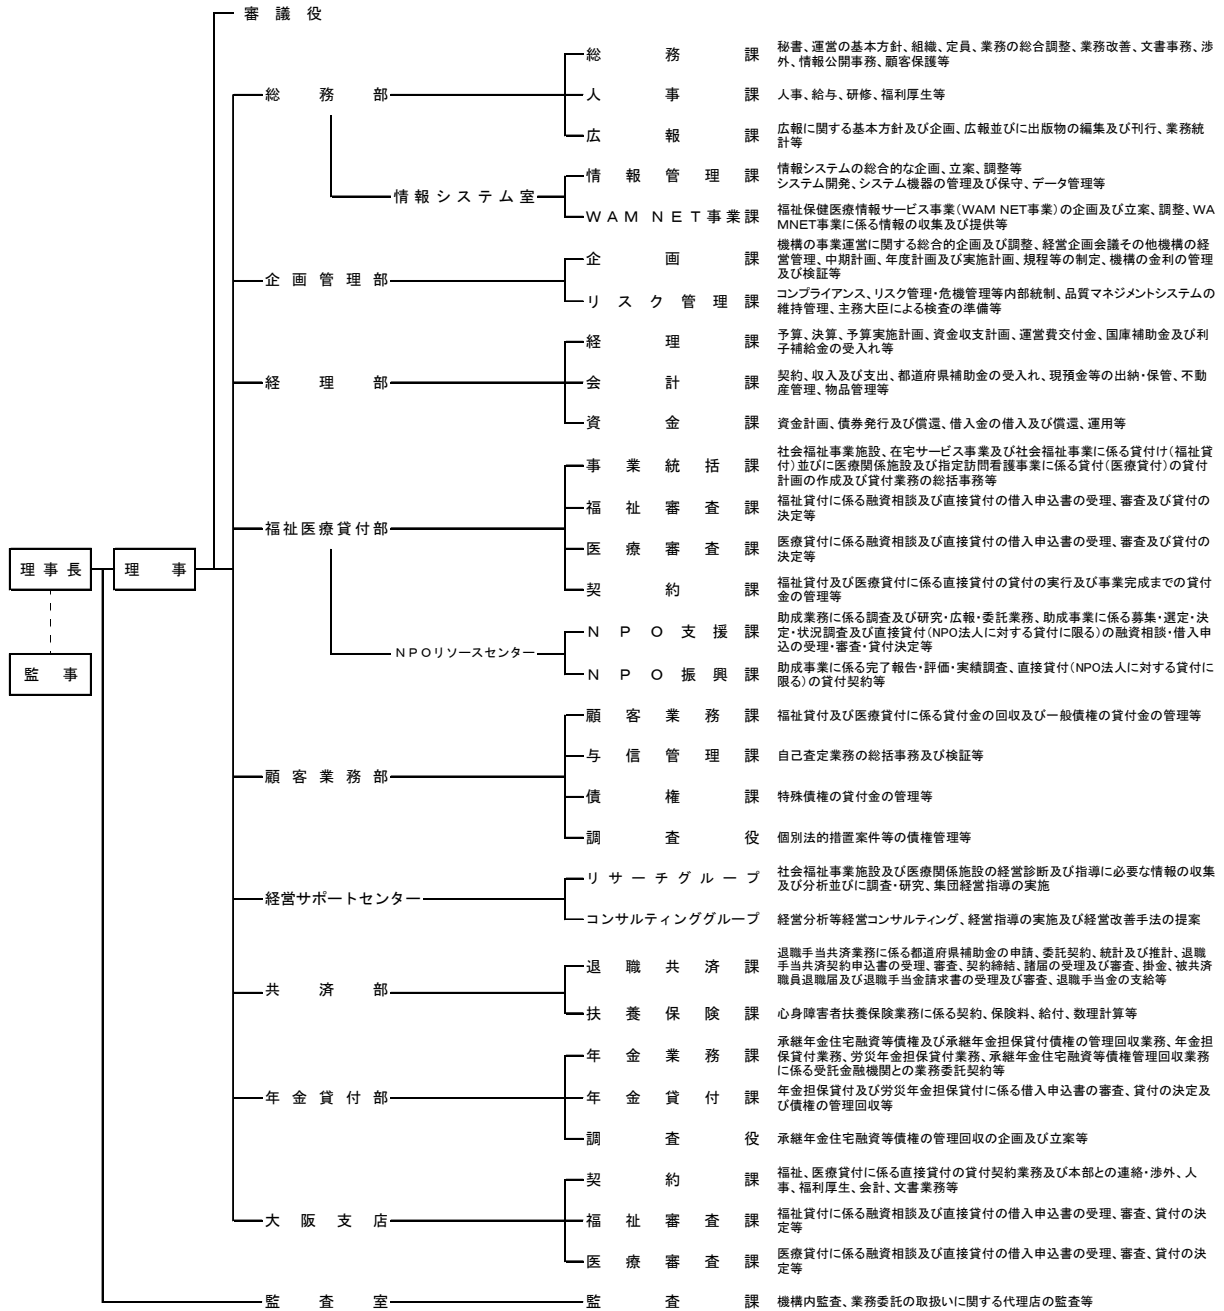 審議役
総務課
秘書、運営の基本方針、組織、定員、業務の総合調整、業務改善、文書事務、渉
外、情報公開事務、顧客保護等
総務部
人事課
人事、給与、研修、福利厚生等
広報課
広報に関する基本方針及び企画、広報並びに出版物の編集及び刊行、業務統
計等
情報システム室
情報管理課
情報システムの総合的な企画、立案、調整等
システム開発、システム機器の管理及び保守、データ管理等
WAM NET事業課
福祉保健医療情報サービス事業(WAM NET事業)の企画及び立案、調整、WA
MNET事業に係る情報の収集及び提供等
企画管理部
企画課
機構の事業運営に関する総合的企画及び調整、経営企画会議その他機構の経
営管理、中期計画、年度計画及び実施計画、規程等の制定、機構の金利の管理
及び検証等
リスク管理課
コンプライアンス、リスク管理・危機管理等内部統制、品質マネジメントシステムの
維持管理、主務大臣による検査の準備等
経理部
経理課
予算、決算、予算実施計画、資金収支計画、運営費交付金、国庫補助金及び利
子補給金の受入れ等
会計課
契約、収入及び支出、都道府県補助金の受入れ、現預金等の出納・保管、不動
産管理、物品管理等
資金課
資金計画、債券発行及び償還、借入金の借入及び償還、運用等
福祉医療貸付部
事業統括課
社会福祉事業施設、在宅サービス事業及び社会福祉事業に係る貸付け(福祉貸
付)並びに医療関係施設及び指定訪問看護事業に係る貸付(医療貸付)の貸付
計画の作成及び貸付業務の総括事務等
福祉審査課
福祉貸付に係る融資相談及び直接貸付の借入申込書の受理、審査及び貸付の
決定等
医療審査課
医療貸付に係る融資相談及び直接貸付の借入申込書の受理、審査及び貸付の
決定等
理事長
理事
契約課
福祉貸付及び医療貸付に係る直接貸付の貸付の実行及び事業完成までの貸付
金の管理等
監事
NPOリソースセンター
NPO支援課
助成業務に係る調査及び研究・広報・委託業務、助成事業に係る募集・選定・決
定・状況調査及び直接貸付(NPO法人に対する貸付に限る)の融資相談・借入申
込の受理・審査・貸付決定等
NPO振興課
助成事業に係る完了報告・評価・実績調査、直接貸付(NPO法人に対する貸付に
限る)の貸付契約等
顧客業務部
顧客業務課
福祉貸付及び医療貸付に係る貸付金の回収及び一般債権の貸付金の管理等
与信管理課
自己査定業務の総括事務及び検証等
債権課
特殊債権の貸付金の管理等
調査役
個別法的措置案件等の債権管理等
経営サポートセンター
リサーチグループ
社会福祉事業施設及び医療関係施設の経営診断及び指導に必要な情報の収集
及び分析並びに調査・研究、集団経営指導の実施
コンサルティンググループ
経営分析等経営コンサルティング、経営指導の実施及び経営改善手法の提案
共済部
退職共済課
退職手当共済業務に係る都道府県補助金の申請、委託契約、統計及び推計、退職
手当共済契約申込書の受理、審査、契約締結、諸届の受理及び審査、掛金、被共済
職員退職届及び退職手当金請求書の受理及び審査、退職手当金の支給等
扶養保険課
心身障害者扶養保険業務に係る契約、保険料、給付、数理計算等
年金貸付部
年金業務課
承継年金住宅融資等債権及び承継年金担保貸付債権の管理回収業務、年金担
保貸付業務、労災年金担保貸付業務、承継年金住宅融資等債権管理回収業務
に係る受託金融機関との業務委託契約等
年金貸付課
年金担保貸付及び労災年金担保貸付に係る借入申込書の審査、貸付の決定及
び債権の管理回収等
調査役
承継年金住宅融資等債権の管理回収の企画及び立案等
大阪支店
契約課
福祉、医療貸付に係る直接貸付の貸付契約業務及び本部との連絡・渉外、人
事、福利厚生、会計、文書業務等
福祉審査課
福祉貸付に係る融資相談及び直接貸付の借入申込書の受理、審査、貸付の決
定等
医療審査課
医療貸付に係る融資相談及び直接貸付の借入申込書の受理、審査、貸付の決
定等
監査室
監査課
機構内監査、業務委託の取扱いに関する代理店の監査等